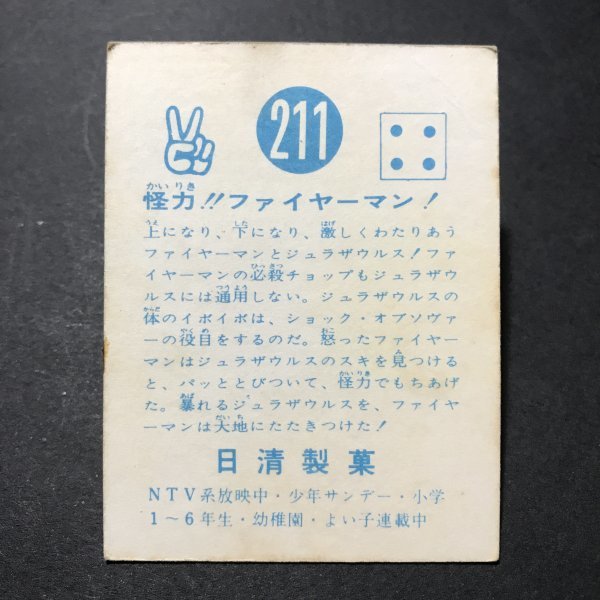 211
怪力!!ファイヤーマン!
上になり、下になり、激しくわたりあう
ファイヤーマンとジュラザウルス!ファ
イヤーマンの必殺チョップもジュラザウ
ルスには通用しない。ジュラザウルスの
体のイボイボは、ショック・オブソヴァ
ーの役目をするのだ。怒ったファイヤー
マンはジュラザウルスのスキを見つける
と、パッととびついて、怪力でもちあげ
た。暴れるジュラザウルスを、ファイヤ
ーマンは大地にたたきつけた!
日清製菓
NTV系放映中・少年サンデー・小学
1〜6年生・幼稚園・よい子連載中